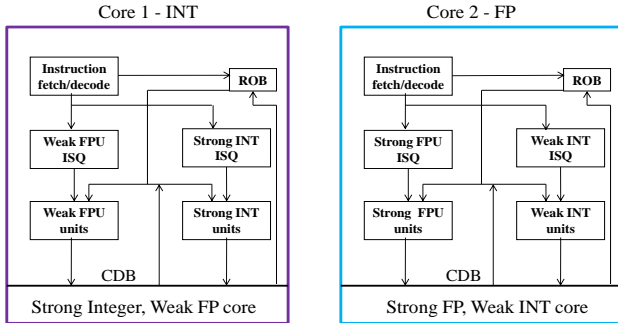 Core 1 - INT
Instruction
fetch/decode
ROB
Weak FPU
ISQ
Strong INT
ISQ
Weak FPU
units
Strong INT
units
CDB
Strong Integer, Weak FP core
Core 2 - FP
Instruction
fetch/decode
ROB
Strong FPU
ISQ
Weak INT
ISQ
Strong FPU
units
Weak INT
units
CDB
Strong FP, Weak INT core